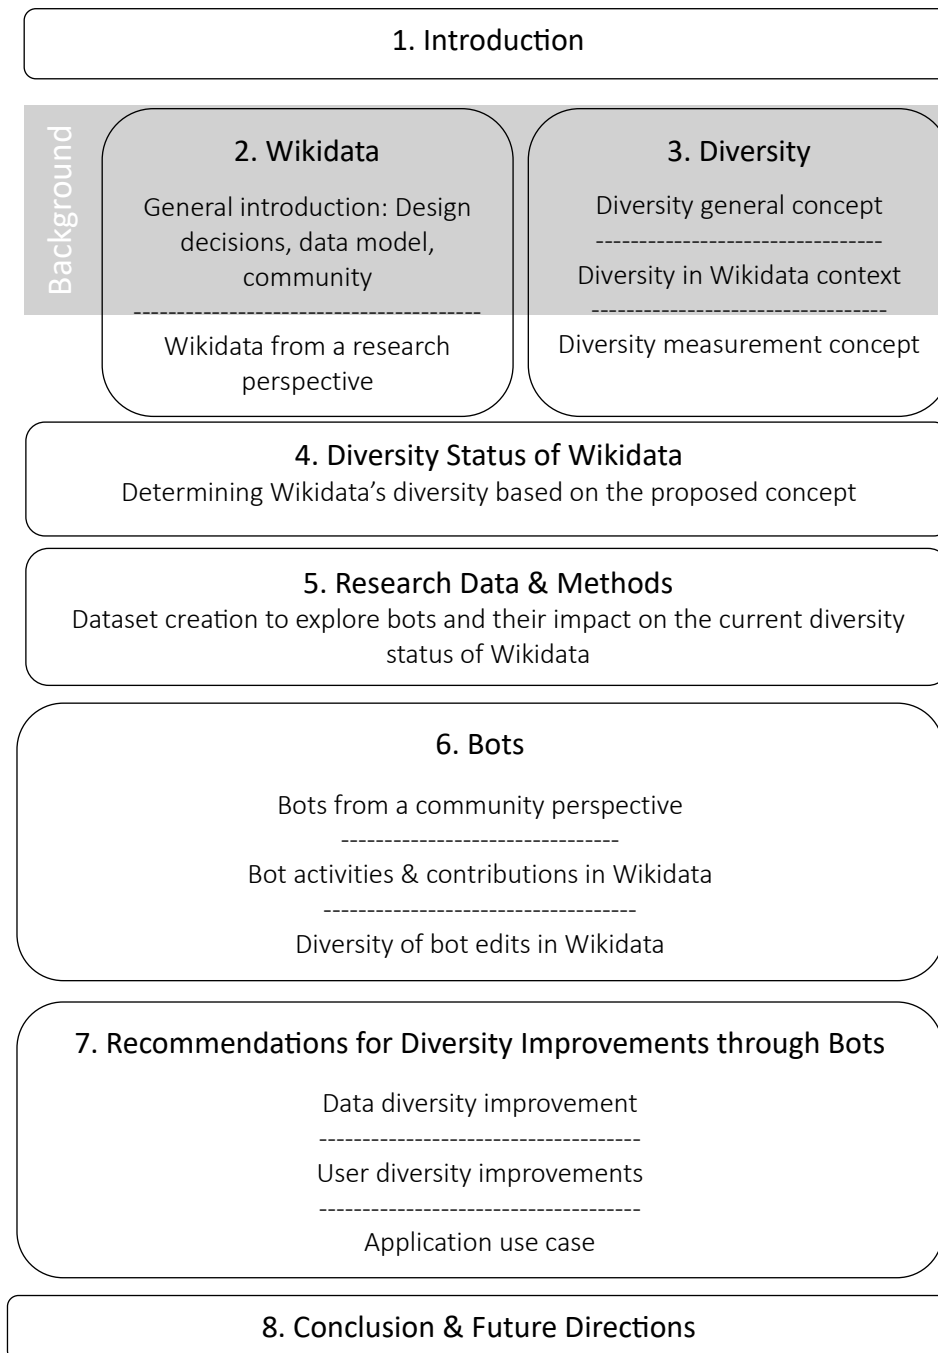 1. Introduction
Background
2. Wikidata
General introduction: Design
decisions, data model,
community
----------------------------------------
Wikidata from a research
perspective
3. Diversity
Diversity general concept
---------------------------------
Diversity in Wikidata context
----------------------------------
Diversity measurement concept
4. Diversity Status of Wikidata
Determining Wikidata's diversity based on the proposed concept
5. Research Data & Methods
Dataset creation to explore bots and their impact on the current diversity
status of Wikidata
6. Bots
Bots from a community perspective
--------------------------------
Bot activities & contributions in Wikidata
------------------------------------
Diversity of bot edits in Wikidata
7. Recommendations for Diversity Improvements through Bots
Data diversity improvement
-------------------------------------
User diversity improvements
-------------------------------------
Application use case
8. Conclusion & Future Directions